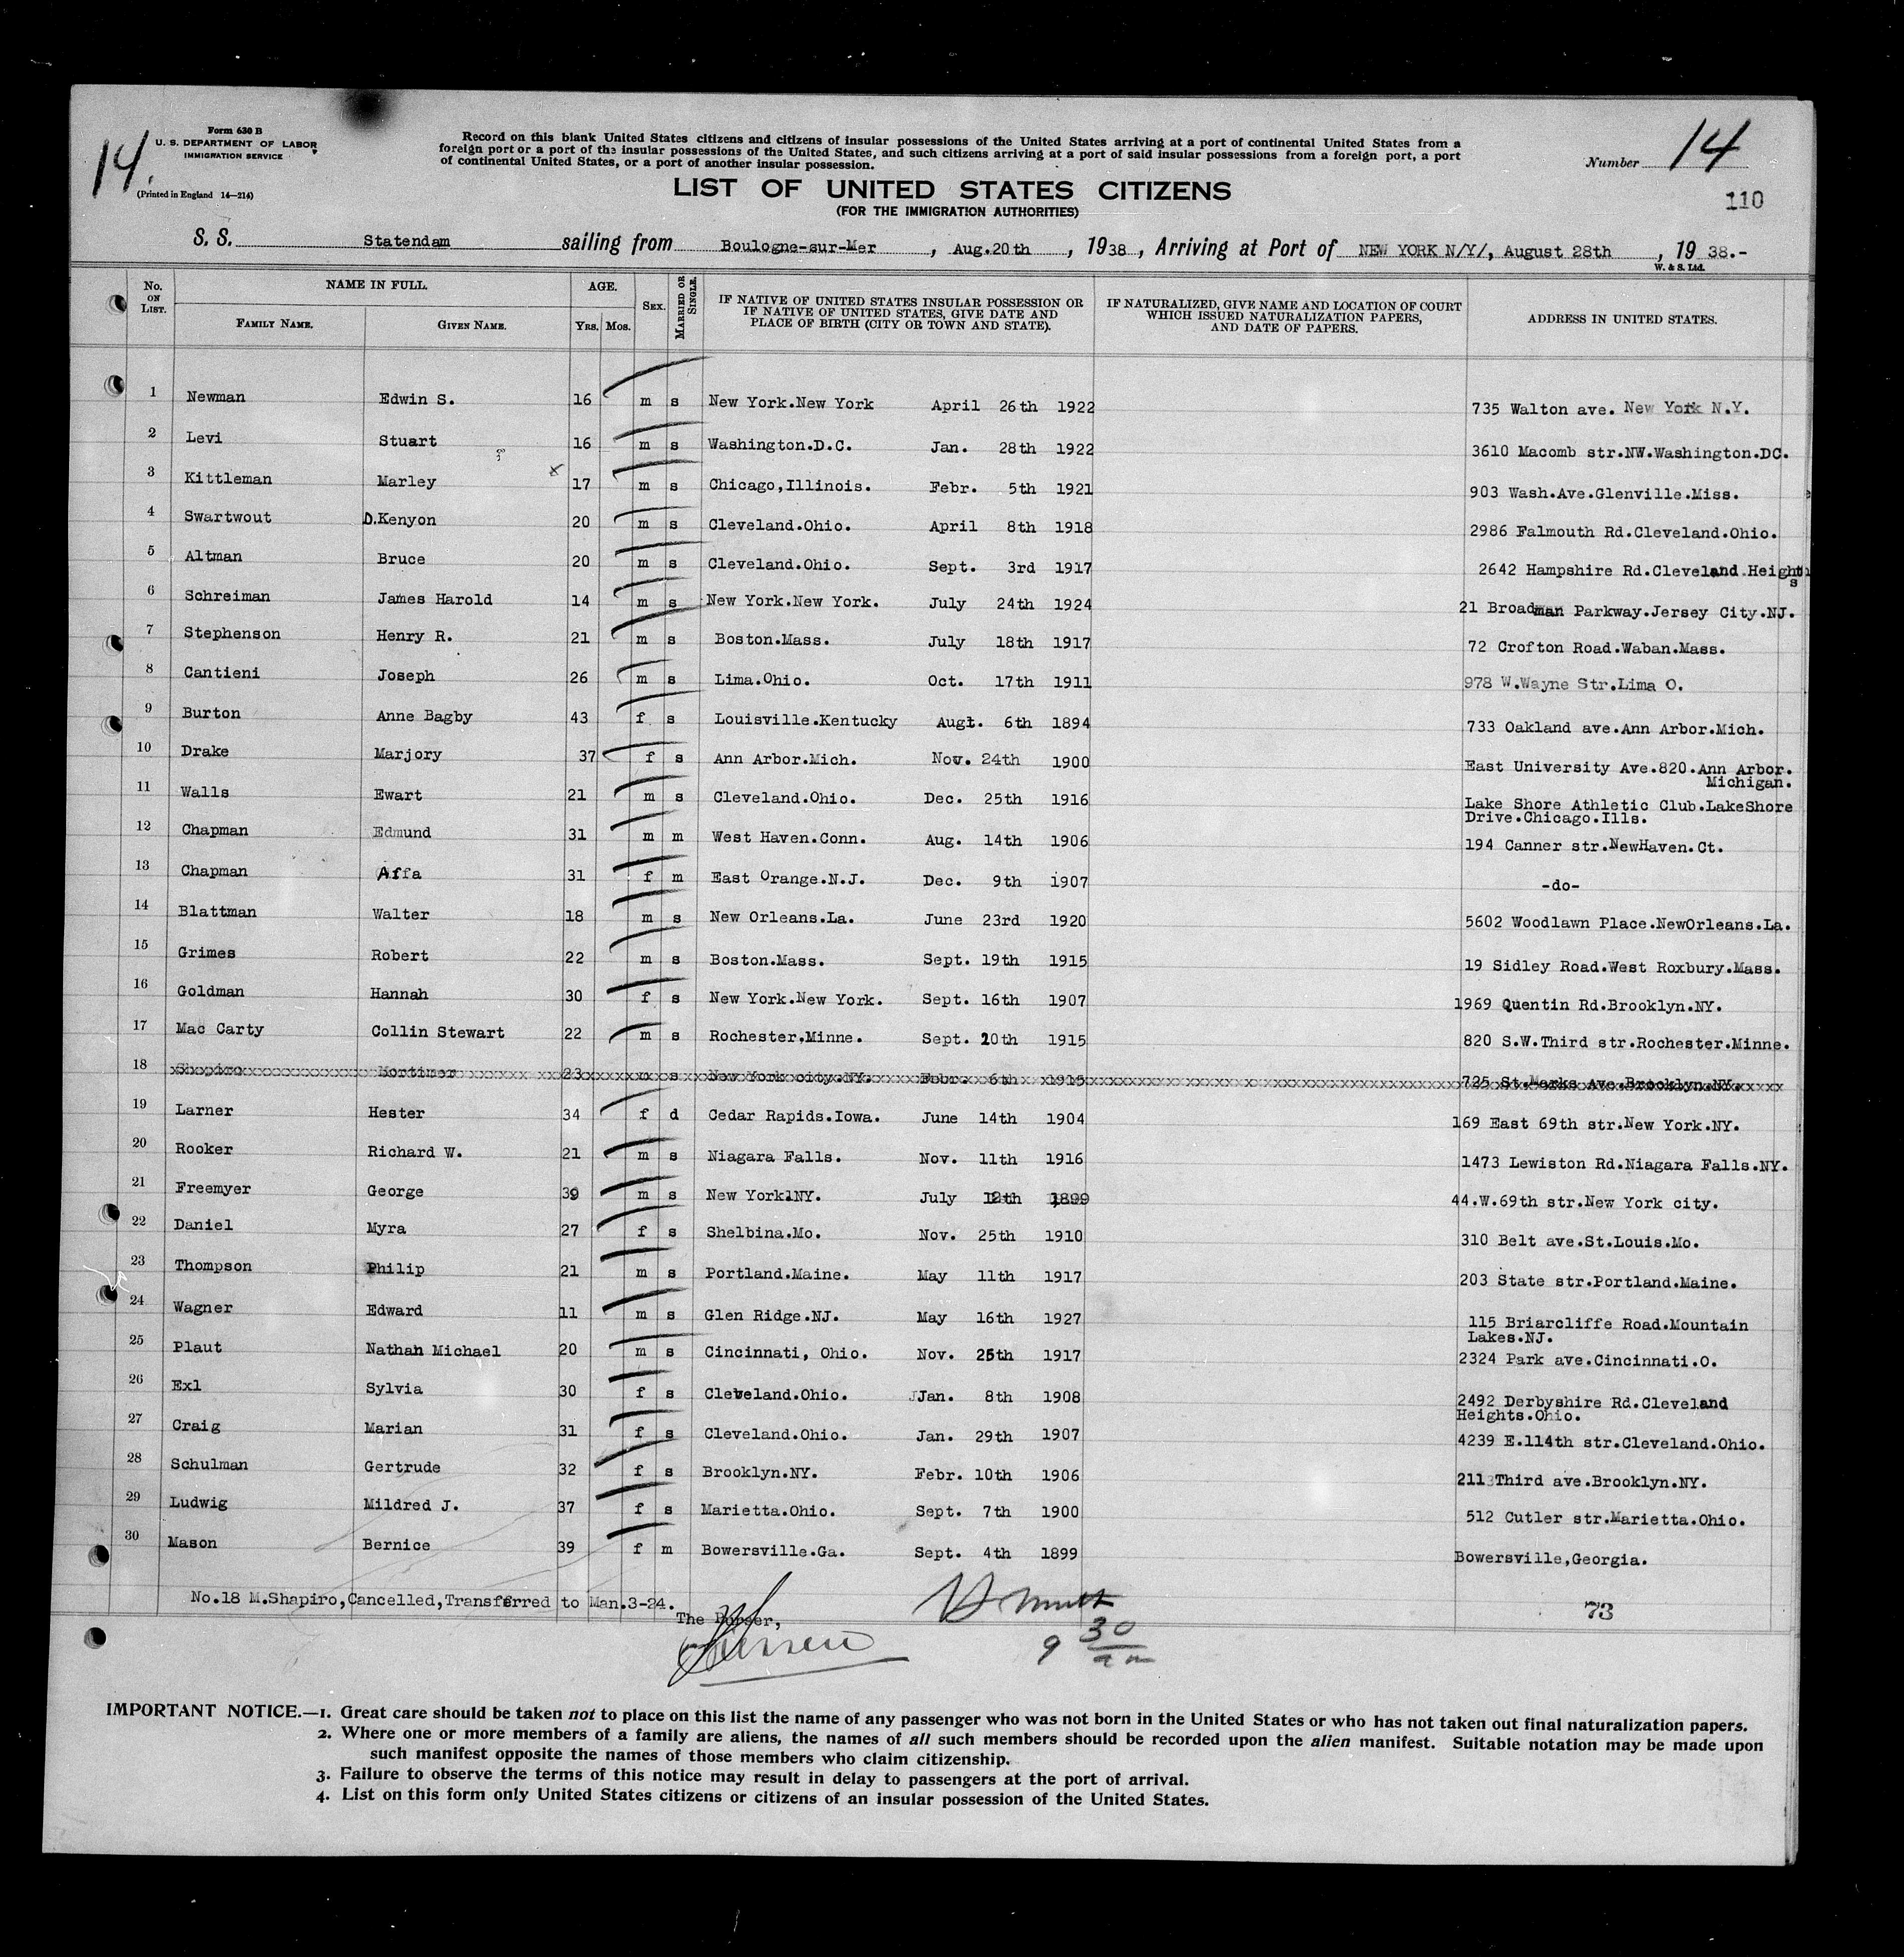 14.
Form 630 B
U. S. DEPARTMENT OF LABOR
IMMIGRATION SERVICE
(Printed in England 14—214)
Record on this blank United States citizens and citizens of insular possessions of the United States arriving at a port of continental United States from a
foreign port or a port of the insular possessions of the United States, and such citizens arriving at a port of said insular possessions from a foreign port, a port
of continental United States, or a port of another insular possession.
Number 14
110
LIST OF UNITED STATES CITIZENS
(FOR THE IMMIGRATION AUTHORITIES)
S. S. Statendam sailing from Boulogne-sur-Mer, Aug.20th, 1938, Arriving at Port of NEW YORK N/Y/, August 28th, 19 38.-
W. & S. Ltd.
No. ON LIST. NAME IN FULL. FAMILY NAME. GIVEN NAME. AGE. YRS. MOS. SEX. MARRIED OR SINGLE. IF NATIVE OF UNITED STATES INSULAR POSSESSION OR IF NATIVE OF UNITED STATES, GIVE DATE AND PLACE OF BIRTH (CITY OR TOWN AND STATE). IF NATURALIZED, GIVE NAME AND LOCATION OF COURT WHICH ISSUED NATURALIZATION PAPERS, AND DATE OF PAPERS. ADDRESS IN UNITED STATES.
1 Newman Edwin S. 16 m s New York.New York April 26th 1922 735 Walton ave. New York N.Y.
2 Levi Stuart 16 m s Washington.D.C. Jan. 28th 1922 3610 Macomb str.NW.Washington.DC.
3 Kittleman Marley x 17 m s Chicago,Illinois. Febr. 5th 1921 903 Wash.Ave.Glenville.Miss.
4 Swartwout D.Kenyon 20 m s Cleveland.Ohio. April 8th 1918 2986 Falmouth Rd.Cleveland.Ohio.
5 Altman Bruce 20 m s Cleveland.Ohio. Sept. 3rd 1917 2642 Hampshire Rd.Cleveland.Heights
6 Schreiman James Harold 14 m s New York.New York. July 24th 1924 21 Broadman Parkway.Jersey City.NJ.
7 Stephenson Henry R. 21 m s Boston.Mass. July 18th 1917 72 Crofton Road.Waban.Mass.
8 Cantieni Joseph 26 m s Lima.Ohio. Oct. 17th 1911 978 W.Wayne Str.Lima O.
9 Burton Anne Bagby 43 f s Louisville.Kentucky Augt. 6th 1894 733 Oakland ave.Ann Arbor.Mich.
10 Drake Marjory 37 f s Ann Arbor.Mich. Nov. 24th 1900 East University Ave.820.Ann Arbor.
Michigan.
11 Walls Ewart 21 m s Cleveland.Ohio. Dec. 25th 1916 Lake Shore Athletic Club.LakeShore
Drive.Chicago.Ills.
12 Chapman Edmund 31 m m West Haven.Conn. Aug. 14th 1906 194 Canner str.NewHaven.Ct.
13 Chapman Affa 31 f m East Orange.N.J. Dec. 9th 1907 -do-
14 Blattman Walter 18 m s New Orleans.La. June 23rd 1920 5602 Woodlawn Place.NewOrleans.La.
15 Grimes Robert 22 m s Boston.Mass. Sept. 19th 1915 19 Sidley Road.West Roxbury.Mass.
16 Goldman Hannah 30 f s New York.New York. Sept. 16th 1907 1969 Quentin Rd.Brooklyn.NY.
17 Mac Carty Collin Stewart 22 m s Rochester,Minne. Sept. 20th 1915 820 S.W.Third str.Rochester.Minne.
18 Shapiro Mortimer 23 m s New York city.NY. Febr. 6th 1915 725 St.Marks Ave.Brooklyn.NY.
19 Larner Hester 34 f d Cedar Rapids.Iowa. June 14th 1904 169 East 69th str.New York.NY.
20 Rooker Richard W. 21 m s Niagara Falls. Nov. 11th 1916 1473 Lewiston Rd.Niagara Falls.NY.
21 Freemyer George 39 m s New York.NY. July 12th 1899 44.W.69th str.New York city.
22 Daniel Myra 27 f s Shelbina.Mo. Nov. 25th 1910 310 Belt ave.St.Louis.Mo.
23 Thompson Philip 21 m s Portland.Maine. May 11th 1917 203 State str.Portland.Maine.
24 Wagner Edward 11 m s Glen Ridge.NJ. May 16th 1927 115 Briarcliffe Road.Mountain
Lakes.NJ.
25 Plaut Nathan Michael 20 m s Cincinnati, Ohio. Nov. 25th 1917 2324 Park ave.Cincinnati.O.
26 Exl Sylvia 30 f s Cleveland.Ohio. Jan. 8th 1908 2492 Derbyshire Rd.Cleveland
Heights.Ohio.
27 Craig Marian 31 f s Cleveland.Ohio. Jan. 29th 1907 4239 E.114th str.Cleveland.Ohio.
28 Schulman Gertrude 32 f s Brooklyn.NY. Febr. 10th 1906 2113Third ave.Brooklyn.NY.
29 Ludwig Mildred J. 37 f s Marietta.Ohio. Sept. 7th 1900 512 Cutler str.Marietta.Ohio.
30 Mason Bernice 39 f m Bowersville.Ga. Sept. 4th 1899 Bowersville,Georgia.
No.18 M.Shapiro,Cancelled,Transferred to Man.3-24.
The Purser,
73
9 30 am
IMPORTANT NOTICE.—1. Great care should be taken not to place on this list the name of any passenger who was not born in the United States or who has not taken out final naturalization papers.
2. Where one or more members of a family are aliens, the names of all such members should be recorded upon the alien manifest. Suitable notation may be made upon
such manifest opposite the names of those members who claim citizenship.
3. Failure to observe the terms of this notice may result in delay to passengers at the port of arrival.
4. List on this form only United States citizens or citizens of an insular possession of the United States.